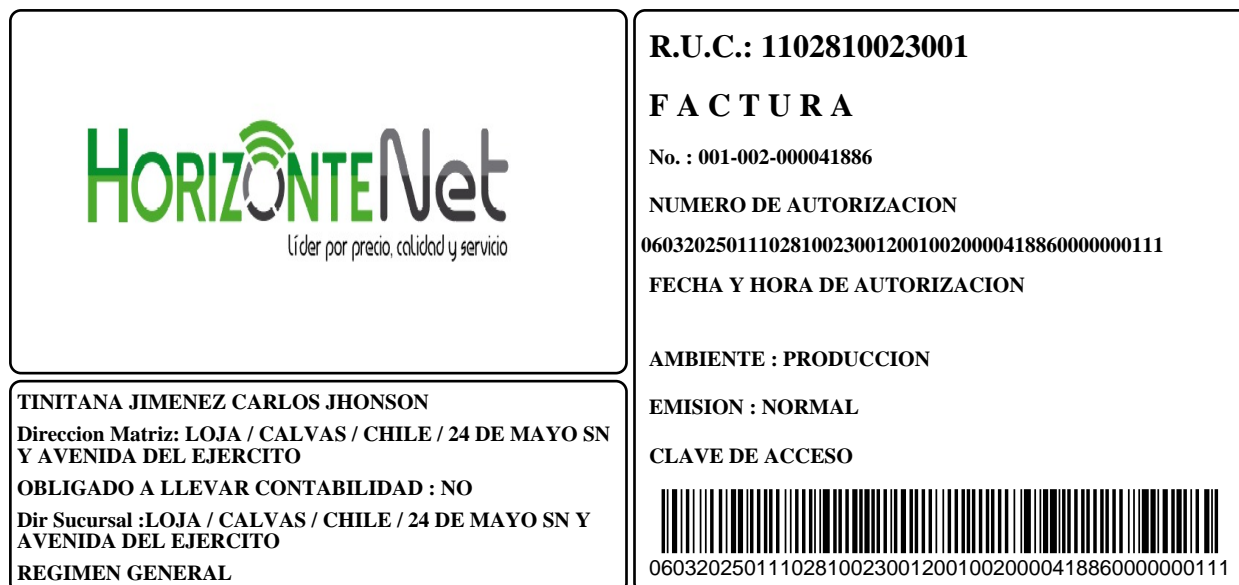 HORIZONTENet
líder por precio, calidad y servicio
TINITANA JIMENEZ CARLOS JHONSON
Direccion Matriz: LOJA / CALVAS / CHILE / 24 DE MAYO SN
Y AVENIDA DEL EJERCITO
OBLIGADO A LLEVAR CONTABILIDAD : NO
Dir Sucursal :LOJA / CALVAS / CHILE / 24 DE MAYO SN Y
AVENIDA DEL EJERCITO
REGIMEN GENERAL
R.U.C.: 1102810023001
F A C T U R A
No. : 001-002-000041886
NUMERO DE AUTORIZACION
0603202501110281002300120010020000418860000000111
FECHA Y HORA DE AUTORIZACION
AMBIENTE : PRODUCCION
EMISION : NORMAL
CLAVE DE ACCESO
0603202501110281002300120010020000418860000000111